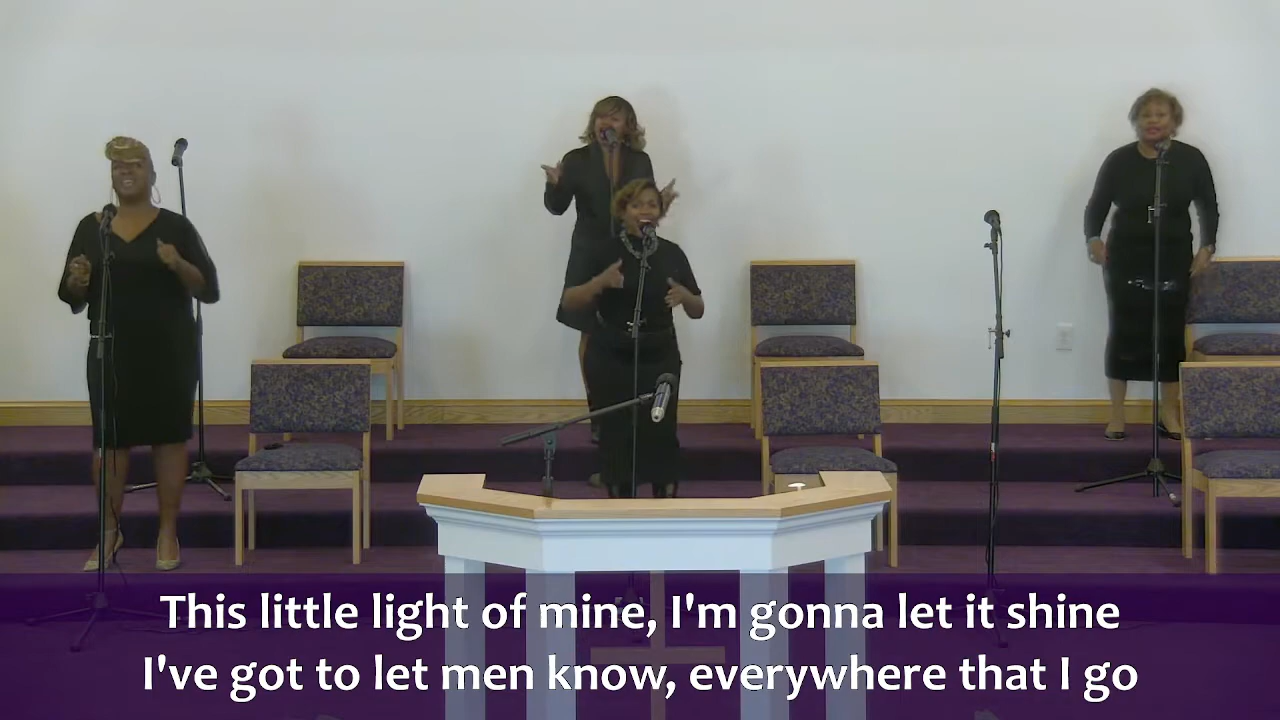 This little light of mine, I'm gonna let it shine
I've got to let men know, everywhere that I go